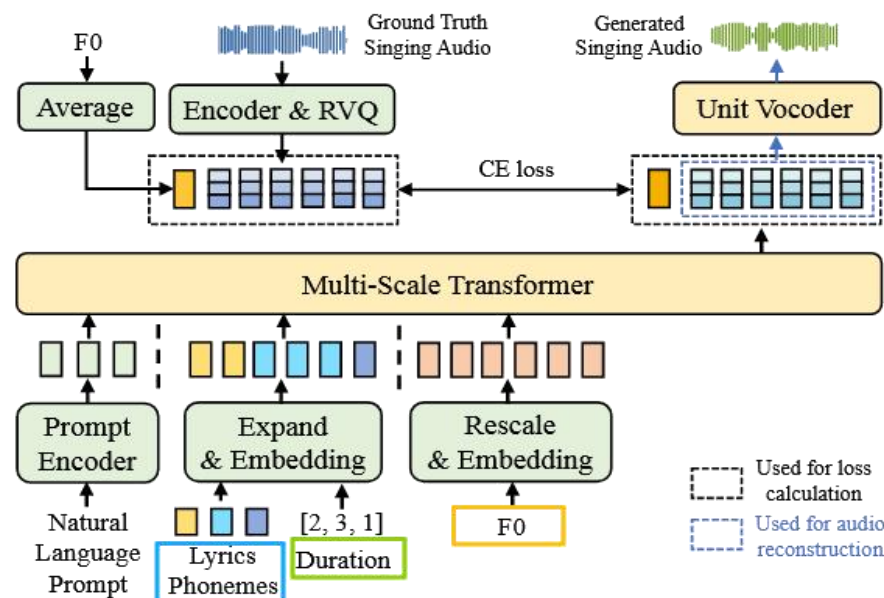 F0
Ground Truth
Singing Audio
Generated
Singing Audio
Average
Encoder & RVQ
Unit Vocoder
CE loss
Multi-Scale Transformer
Prompt
Encoder
Expand
& Embedding
Rescale
& Embedding
Natural
Language
Prompt
Lyrics
Phonemes
[2, 3, 1]
Duration
F0
Used for loss
calculation
Used for audio
reconstruction